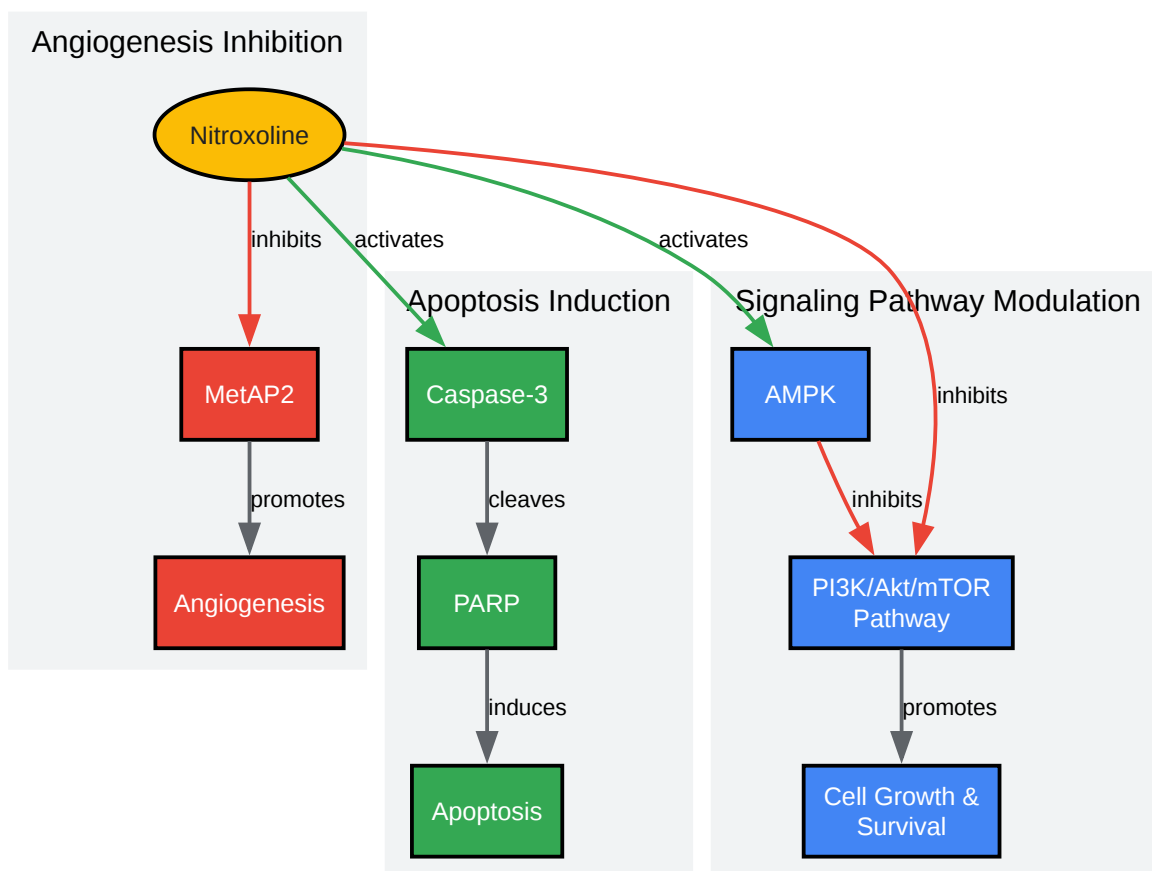 Angiogenesis Inhibition
Nitroxoline
inhibits
activates
activates
Apoptosis Induction
Signaling Pathway Modulation
MetAP2
Caspase-3
AMPK
inhibits
promotes
cleaves
inhibits
Angiogenesis
PARP
PI3K/Akt/mTOR
Pathway
induces
promotes
Apoptosis
Cell Growth &
Survival